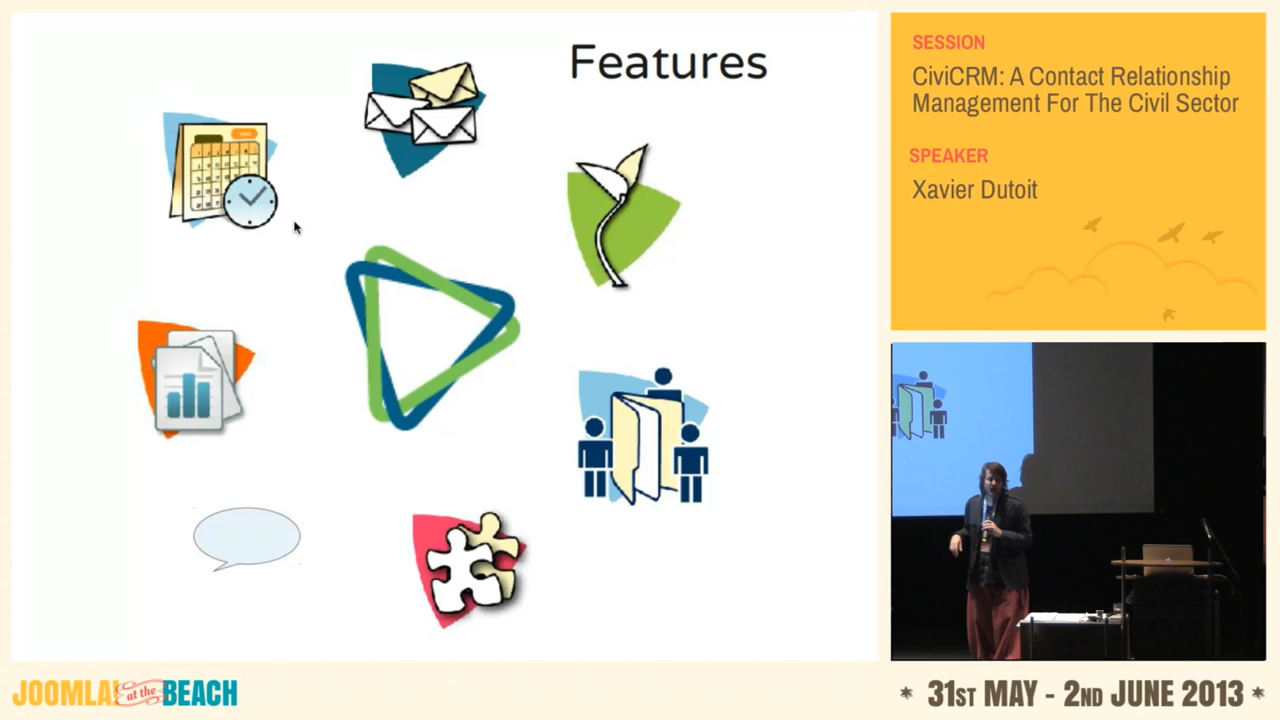 Features
SESSION
CiviCRM: A Contact Relationship
Management For The Civil Sector
SPEAKER
Xavier Dutoit
JOOMLA! at the BEACH
* 31ST MAY - 2ND JUNE 2013 *